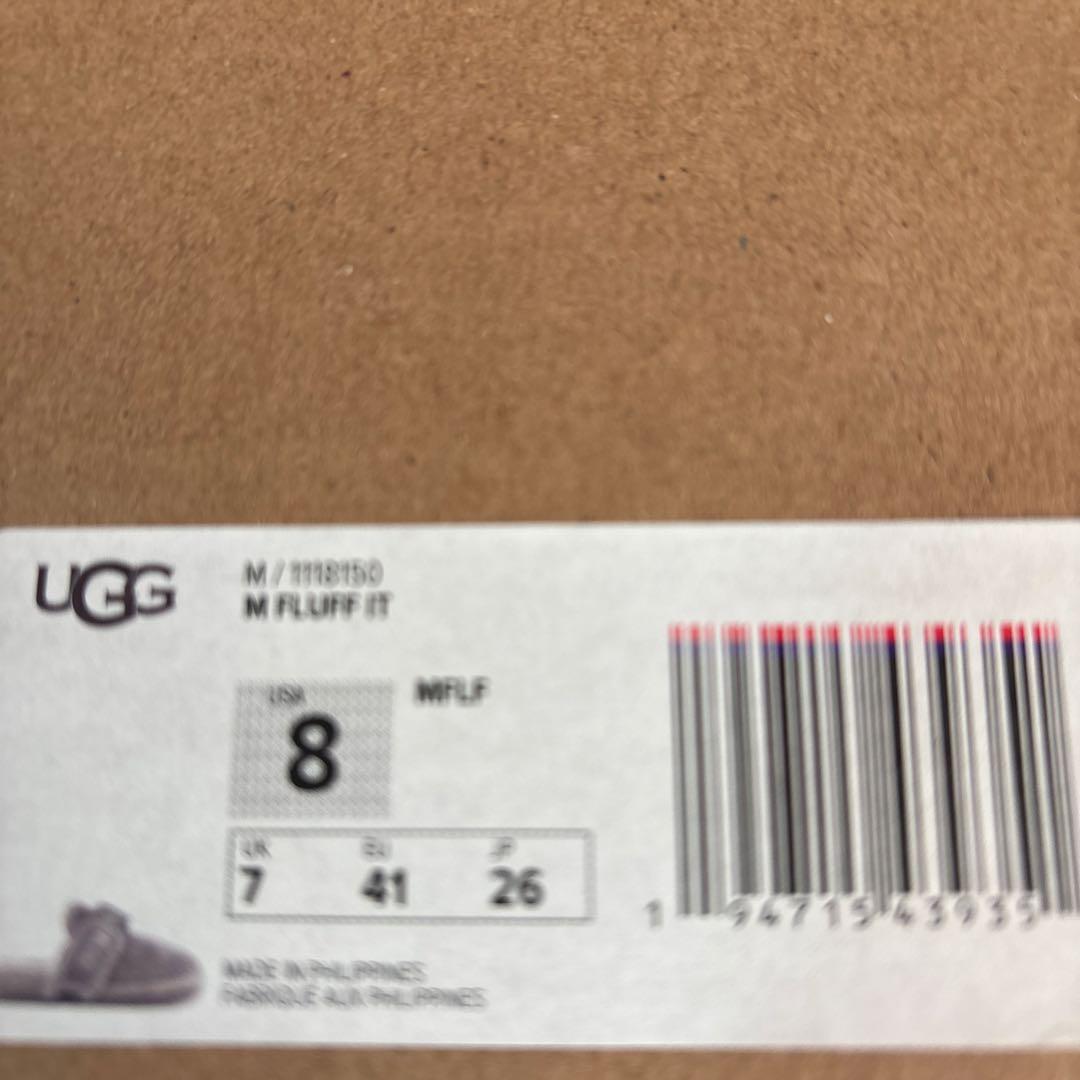 UGG
M / 1118150
M FLUFF IT
USA
8
MFLF
UK EU JP
7 41 26
1 94715 43935
MADE IN PHILIPPINES
FABRIQUÉ AUX PHILIPPINES